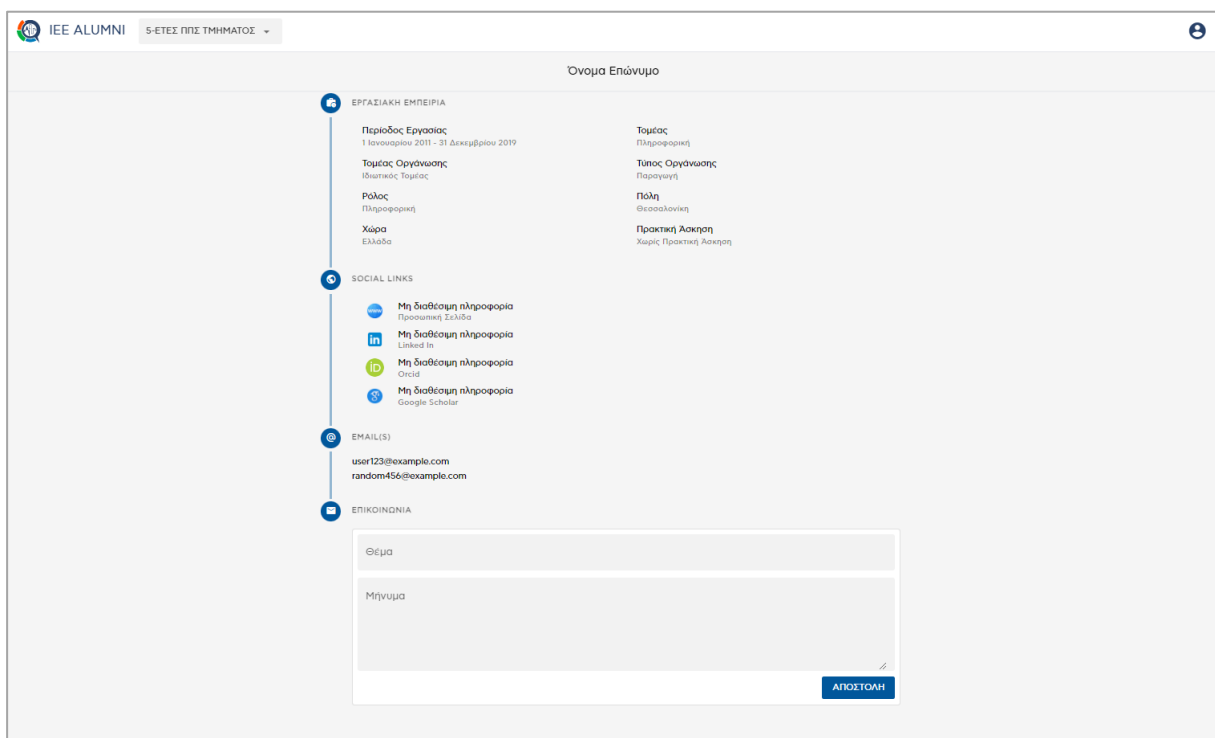 IEE ALUMNI
5-ΕΤΕΣ ΠΠΣ ΤΜΗΜΑΤΟΣ
Όνομα Επώνυμο
ΕΡΓΑΣΙΑΚΗ ΕΜΠΕΙΡΙΑ
Περίοδος Εργασίας
1 Ιανουαρίου 2011 - 31 Δεκεμβρίου 2019
Τομέας
Πληροφορική
Τομέας Οργάνωσης
Ιδιωτικός Τομέας
Τύπος Οργάνωσης
Παραγωγή
Ρόλος
Πληροφορική
Πόλη
Θεσσαλονίκη
Χώρα
Ελλάδα
Πρακτική Άσκηση
Χωρίς Πρακτική Άσκηση
SOCIAL LINKS
www
Μη διαθέσιμη πληροφορία
Προσωπική Σελίδα
in
Μη διαθέσιμη πληροφορία
Linked In
iD
Μη διαθέσιμη πληροφορία
Orcid
Μη διαθέσιμη πληροφορία
Google Scholar
@
EMAIL(S)
user123@example.com
random456@example.com
ΕΠΙΚΟΙΝΩΝΙΑ
Θέμα
Μήνυμα
ΑΠΟΣΤΟΛΗ